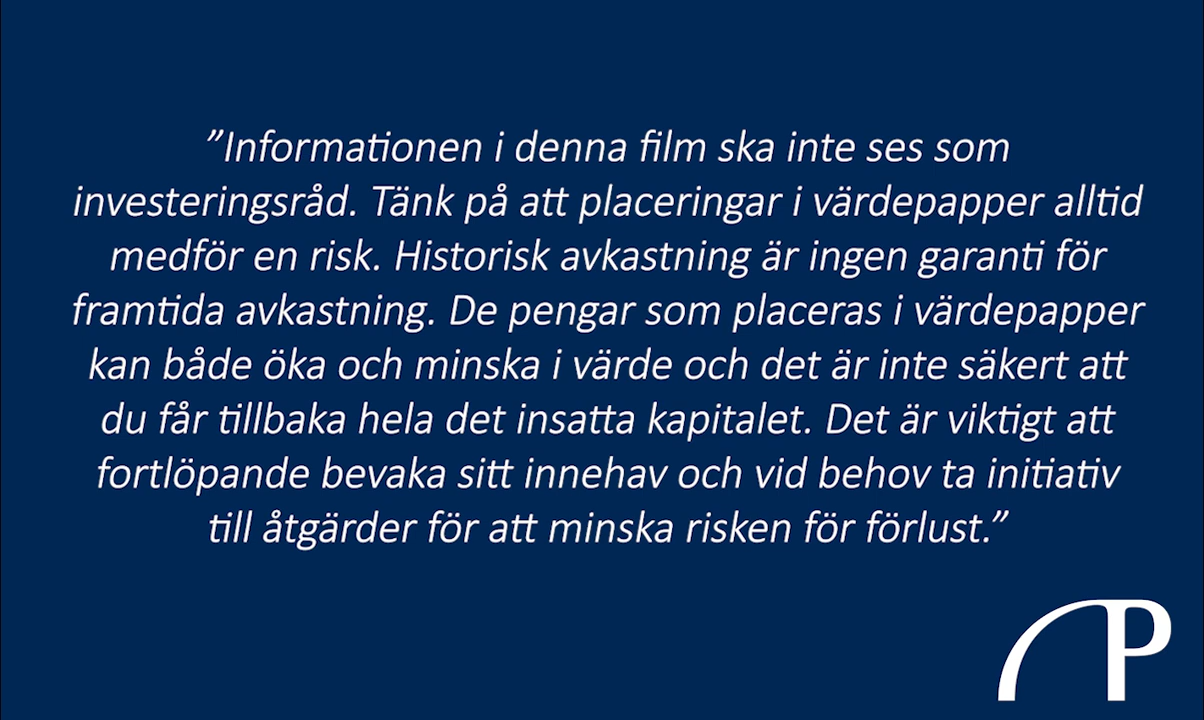 ”Informationen i denna film ska inte ses som
investeringsråd. Tänk på att placeringar i värdepapper alltid
medför en risk. Historisk avkastning är ingen garanti för
framtida avkastning. De pengar som placeras i värdepapper
kan både öka och minska i värde och det är inte säkert att
du får tillbaka hela det insatta kapitalet. Det är viktigt att
fortlöpande bevaka sitt innehav och vid behov ta initiativ
till åtgärder för att minska risken för förlust.”
P